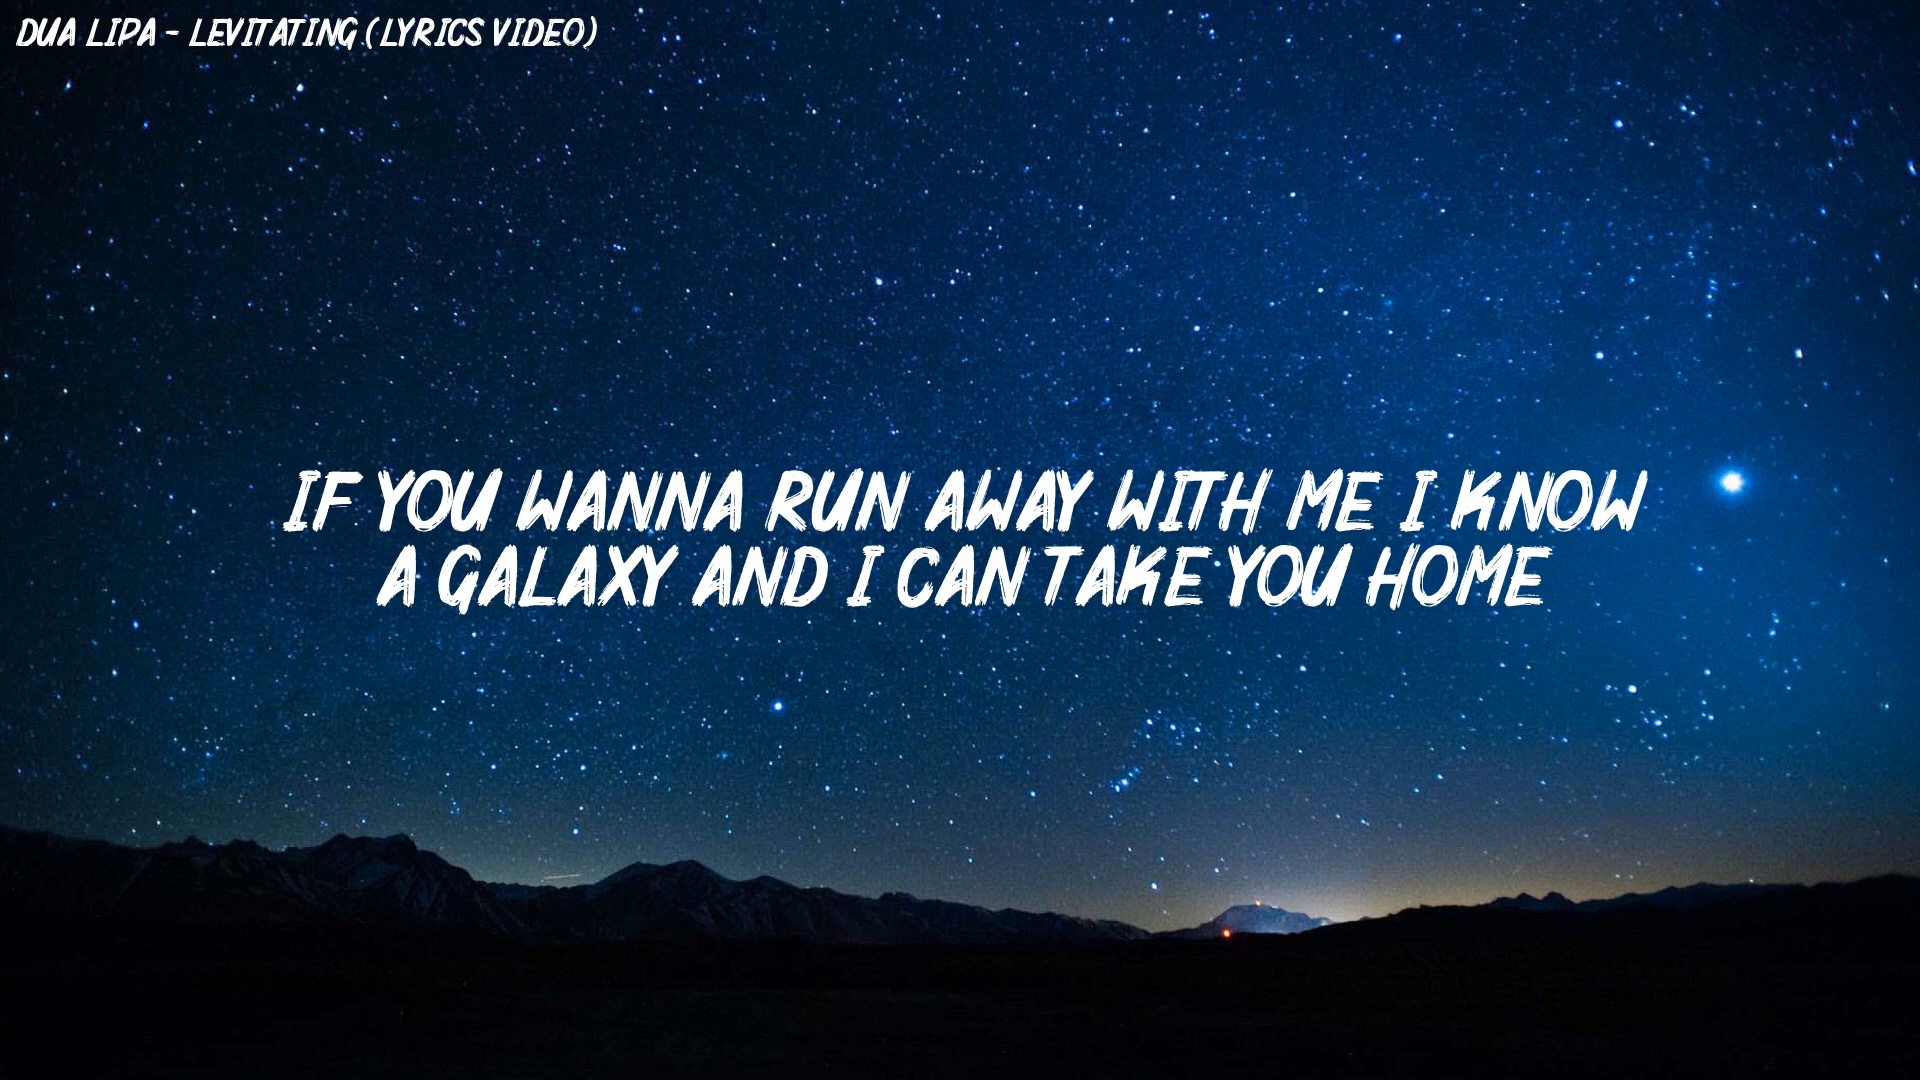 DUA LIPA - LEVITATING (LYRICS VIDEO)
IF YOU WANNA RUN AWAY WITH ME I KNOW
A GALAXY AND I CAN TAKE YOU HOME